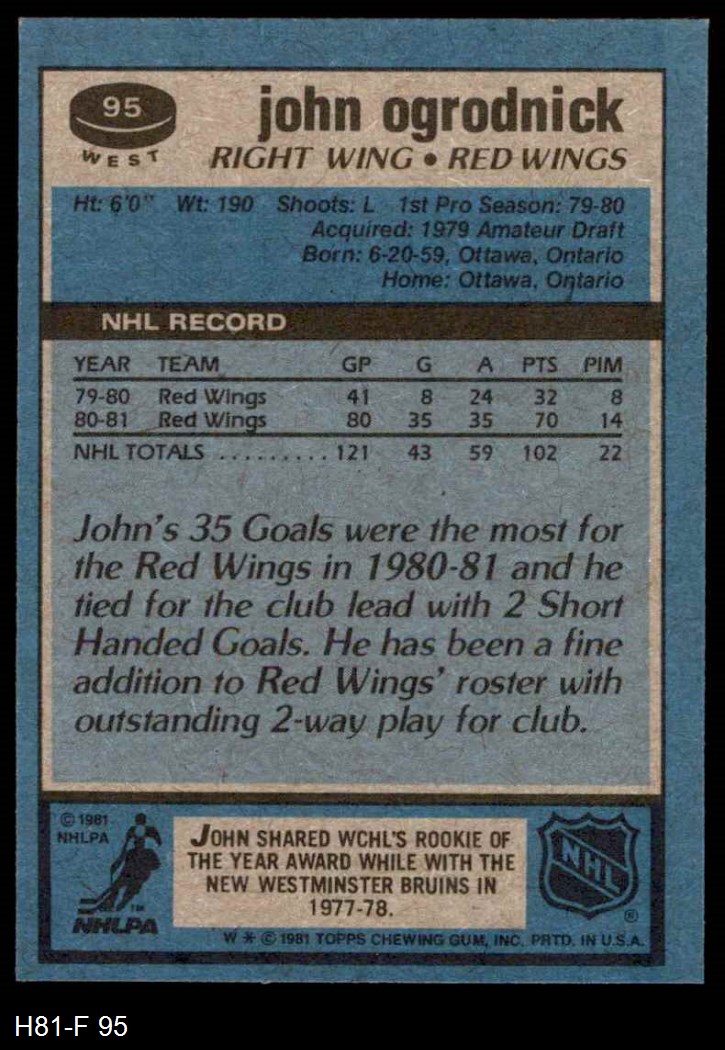 95
WEST
john ogrodnick
RIGHT WING • RED WINGS
Ht: 6'0" Wt: 190 Shoots: L 1st Pro Season: 79-80
Acquired: 1979 Amateur Draft
Born: 6-20-59, Ottawa, Ontario
Home: Ottawa, Ontario
NHL RECORD
YEAR TEAM GP G A PTS PIM
79-80 Red Wings 41 8 24 32 8
80-81 Red Wings 80 35 35 70 14
NHL TOTALS ......... 121 43 59 102 22
John's 35 Goals were the most for
the Red Wings in 1980-81 and he
tied for the club lead with 2 Short
Handed Goals. He has been a fine
addition to Red Wings' roster with
outstanding 2-way play for club.
© 1981
NHLPA
NHLPA
JOHN SHARED WCHL'S ROOKIE OF
THE YEAR AWARD WHILE WITH THE
NEW WESTMINSTER BRUINS IN
1977-78.
NHL
®
W * © 1981 TOPPS CHEWING GUM, INC. PRTD. IN U.S.A.
H81-F 95